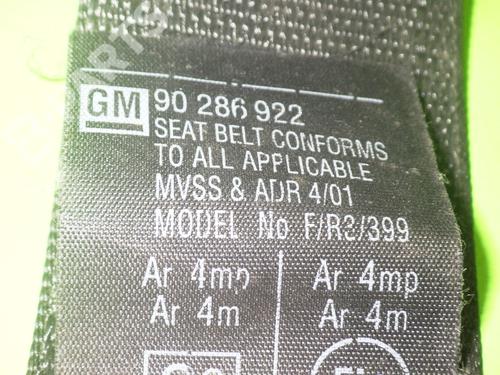 GM 90 286 922
SEAT BELT CONFORMS
TO ALL APPLICABLE
MVSS & ADR 4/01
MODEL No F/R2/399
Ar 4mp Ar 4mp
Ar 4m Ar 4m